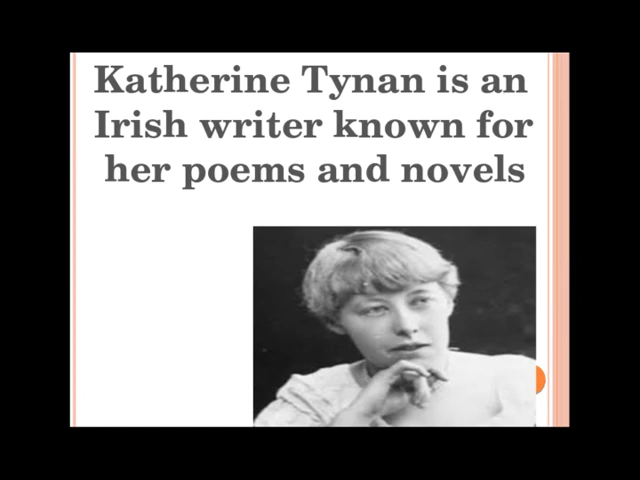 Katherine Tynan is an
Irish writer known for
her poems and novels